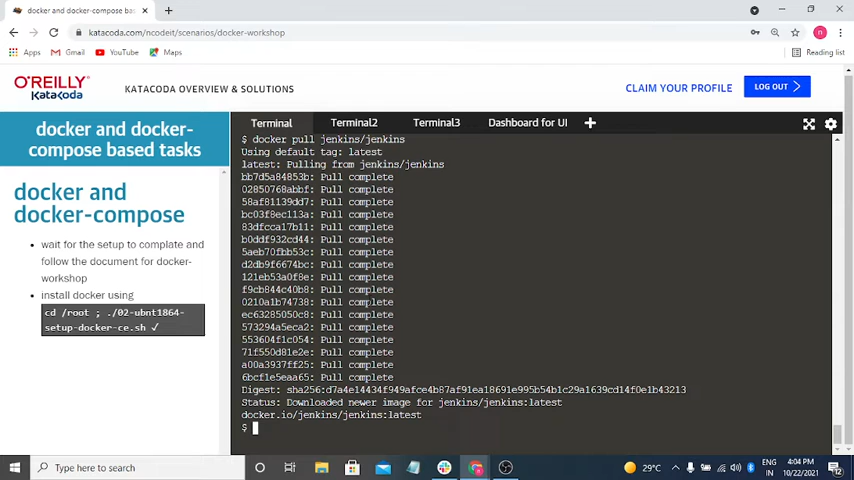 docker and docker-compose based
katacoda.com/ncodeit/scenarios/docker-workshop
n
Apps
Gmail
YouTube
Maps
Reading list
O'REILLY
KATACODA
KATACODA OVERVIEW & SOLUTIONS
CLAIM YOUR PROFILE
LOG OUT
docker and docker-
compose based tasks
docker and
docker-compose
wait for the setup to complate and
follow the document for docker-
workshop
install docker using
cd /root ; ./02-ubnt1864-
setup-docker-ce.sh ✓
Terminal
Terminal2
Terminal3
Dashboard for UI
$ docker pull jenkins/jenkins
Using default tag: latest
latest: Pulling from jenkins/jenkins
bb7d5a84853b: Pull complete
02850768abbf: Pull complete
58af81139dd7: Pull complete
bc03f8ec113a: Pull complete
83dfcca17b11: Pull complete
b0ddf932cd44: Pull complete
5aeb70fbb53c: Pull complete
d2db9f6674bc: Pull complete
121eb53a0f8e: Pull complete
f9cb844c40b8: Pull complete
0210a1b74738: Pull complete
ec63285050c8: Pull complete
573294a5eca2: Pull complete
553604f1c054: Pull complete
71f550d81e2e: Pull complete
a00a3937ff25: Pull complete
6bcf1e5eaa65: Pull complete
Digest: sha256:d7a4e14434f949afce4b87af91ea18691e995b54b1c29a1639cd14f0e1b43213
Status: Downloaded newer image for jenkins/jenkins:latest
docker.io/jenkins/jenkins:latest
$
Type here to search
29°C
ENG
IN
4:04 PM
10/22/2021
12